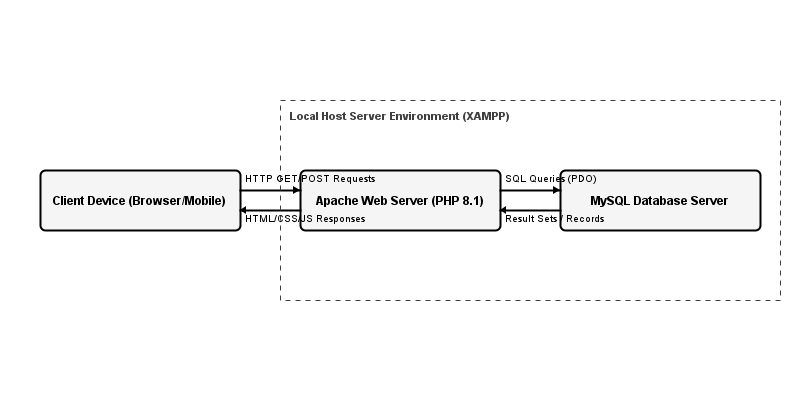 Local Host Server Environment (XAMPP)
HTTP GET/POST Requests
SQL Queries (PDO)
Client Device (Browser/Mobile)
Apache Web Server (PHP 8.1)
MySQL Database Server
HTML/CSS/JS Responses
Result Sets / Records